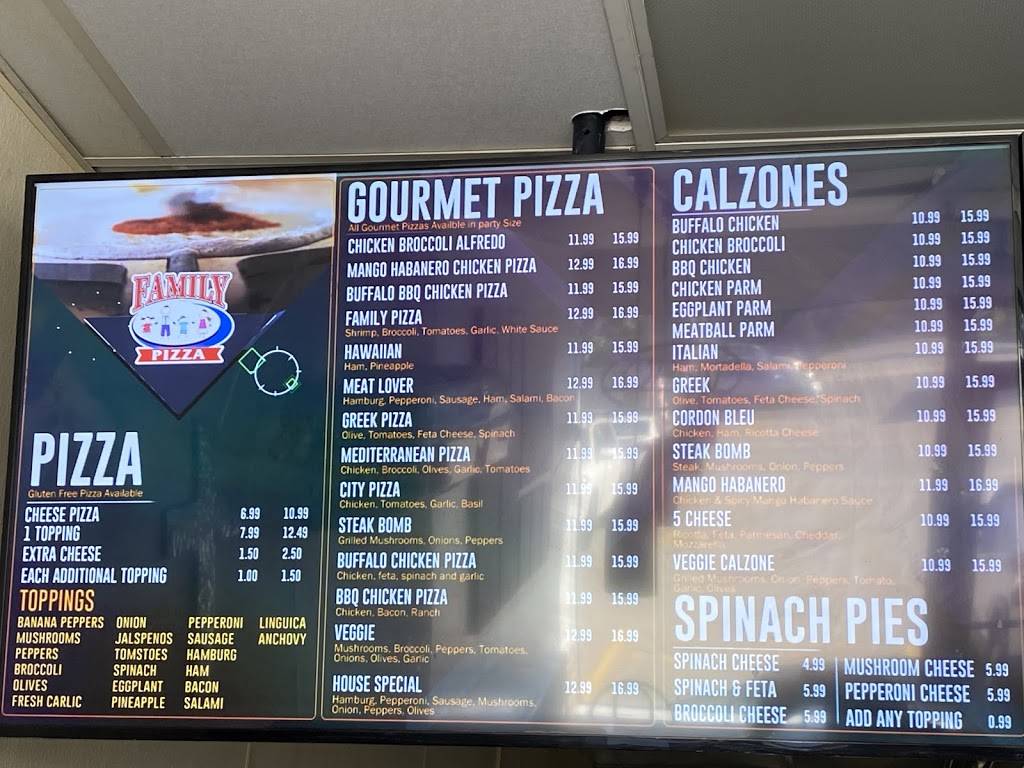 FAMILY
PIZZA
PIZZA
Gluten Free Pizza Available
CHEESE PIZZA 6.99 10.99
1 TOPPING 7.99 12.49
EXTRA CHEESE 1.50 2.50
EACH ADDITIONAL TOPPING 1.00 1.50
TOPPINGS
BANANA PEPPERS ONION PEPPERONI LINGUICA
MUSHROOMS JALSPENOS SAUSAGE ANCHOVY
PEPPERS TOMSTOES HAMBURG
BROCCOLI SPINACH HAM
OLIVES EGGPLANT BACON
FRESH CARLIC PINEAPPLE SALAMI
GOURMET PIZZA
All Gourmet Pizzas Availble in party Size
CHICKEN BROCCOLI ALFREDO 11.99 15.99
MANGO HABANERO CHICKEN PIZZA 12.99 16.99
BUFFALO BBQ CHICKEN PIZZA 11.99 15.99
FAMILY PIZZA 12.99 16.99
Shrimp, Broccoli, Tomatoes, Garlic, White Sauce
HAWAIIAN 11.99 15.99
Ham, Pineapple
MEAT LOVER 12.99 16.99
Hamburg, Pepperoni, Sausage, Ham, Salami, Bacon
GREEK PIZZA 11.99 15.99
Olive, Tomatoes, Feta Cheese, Spinach
MEDITERRANEAN PIZZA 11.99 15.99
Chicken, Broccoli, Olives, Garlic, Tomatoes
CITY PIZZA 11.99 15.99
Chicken, Tomatoes, Garlic, Basil
STEAK BOMB 11.99 15.99
Grilled Mushrooms, Onions, Peppers
BUFFALO CHICKEN PIZZA 11.99 15.99
Chicken, feta, spinach and garlic
BBQ CHICKEN PIZZA 11.99 15.99
Chicken, Bacon, Ranch
VEGGIE 12.99 16.99
Mushrooms, Broccoli, Peppers, Tomatoes,
Onions, Olives, Garlic
HOUSE SPECIAL 12.99 16.99
Hamburg, Pepperoni, Sausage, Mushrooms,
Onion, Peppers, Olives
CALZONES
BUFFALO CHICKEN 10.99 15.99
CHICKEN BROCCOLI 10.99 15.99
BBQ CHICKEN 10.99 15.99
CHICKEN PARM 10.99 15.99
EGGPLANT PARM 10.99 15.99
MEATBALL PARM 10.99 15.99
ITALIAN 10.99 15.99
Ham, Mortadella, Salami, Pepperoni
GREEK 10.99 15.99
Olive, Tomatoes, Feta Cheese, Spinach
CORDON BLEU 10.99 15.99
Chicken, Ham, Ricotta Cheese
STEAK BOMB 10.99 15.99
Steak, Mushrooms, Onion, Peppers
MANGO HABANERO 11.99 16.99
Chicken & Spicy Mango Habanero Sauce
5 CHEESE 10.99 15.99
Ricotta, Feta, Parmesan, Cheddar,
Mozzarella
VEGGIE CALZONE 10.99 15.99
Grilled Mushrooms, Onion, Peppers, Tomato,
Garlic, Olives
SPINACH PIES
SPINACH CHEESE 4.99 MUSHROOM CHEESE 5.99
SPINACH & FETA 5.99 PEPPERONI CHEESE 5.99
BROCCOLI CHEESE 5.99 ADD ANY TOPPING 0.99